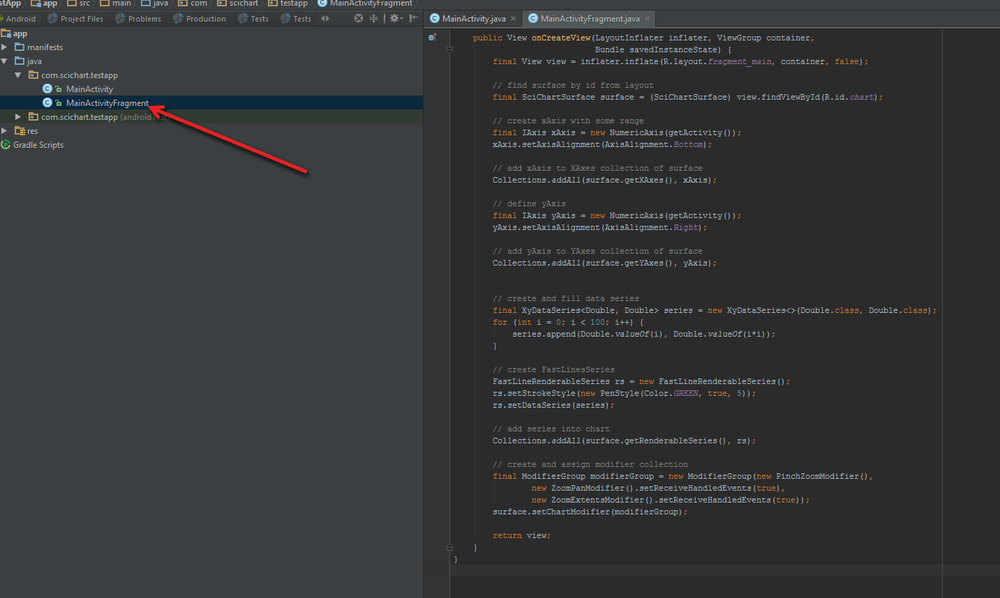 stApp app src main java com scichart testapp MainActivityFragment
Android Project Files Problems Production Tests Tests
app
manifests
java
com.scichart.testapp
MainActivity
MainActivityFragment
com.scichart.testapp (androidTest)
res
Gradle Scripts
MainActivity.java MainActivityFragment.java
public View onCreateView(LayoutInflater inflater, ViewGroup container,
Bundle savedInstanceState) {
final View view = inflater.inflate(R.layout.fragment_main, container, false);
// find surface by id from layout
final SciChartSurface surface = (SciChartSurface) view.findViewById(R.id.chart);
// create xAxis with some range
final IAxis xAxis = new NumericAxis(getActivity());
xAxis.setAxisAlignment(AxisAlignment.Bottom);
// add xAxis to XAxes collection of surface
Collections.addAll(surface.getXAxes(), xAxis);
// define yAxis
final IAxis yAxis = new NumericAxis(getActivity());
yAxis.setAxisAlignment(AxisAlignment.Right);
// add yAxis to YAxes collection of surface
Collections.addAll(surface.getYAxes(), yAxis);
// create and fill data series
final XyDataSeries<Double, Double> series = new XyDataSeries<>(Double.class, Double.class);
for (int i = 0; i < 100; i++) {
series.append(Double.valueOf(i), Double.valueOf(i*i));
}
// create FastLinesSeries
FastLineRenderableSeries rs = new FastLineRenderableSeries();
rs.setStrokeStyle(new PenStyle(Color.GREEN, true, 5));
rs.setDataSeries(series);
// add series into chart
Collections.addAll(surface.getRenderableSeries(), rs);
// create and assign modifier collection
final ModifierGroup modifierGroup = new ModifierGroup(new PinchZoomModifier(),
new ZoomPanModifier().setReceiveHandledEvents(true),
new ZoomExtentsModifier().setReceiveHandledEvents(true));
surface.setChartModifier(modifierGroup);
return view;
}
}